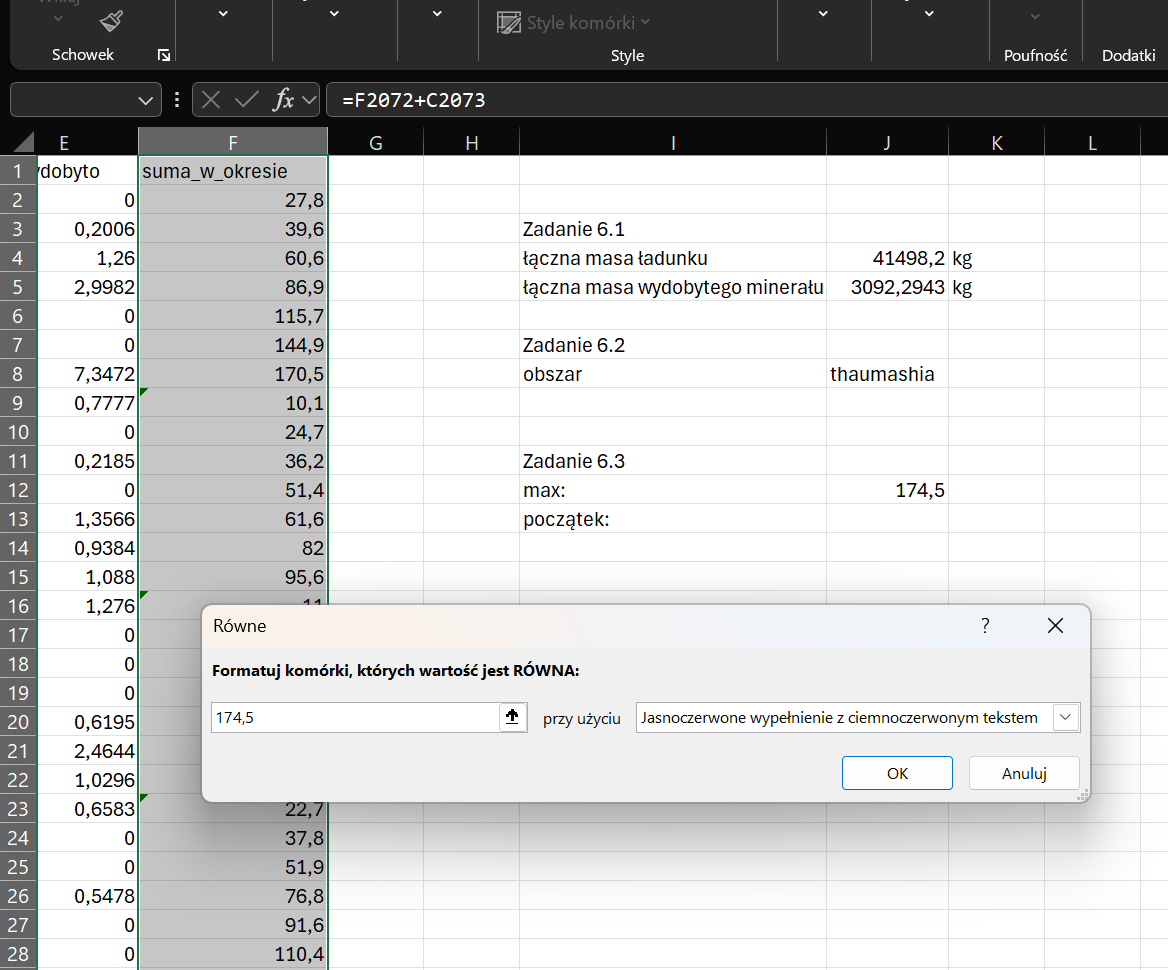 Style komórki
Schowek
Style
Poufność
Dodatki
fx
=F2072+C2073
E F G H I J K L
1 ydobyto suma_w_okresie
2 0 27,8
3 0,2006 39,6 Zadanie 6.1
4 1,26 60,6 łączna masa ładunku 41498,2 kg
5 2,9982 86,9 łączna masa wydobytego minerału 3092,2943 kg
6 0 115,7
7 0 144,9 Zadanie 6.2
8 7,3472 170,5 obszar thaumashia
9 0,7777 10,1
10 0 24,7
11 0,2185 36,2 Zadanie 6.3
12 0 51,4 max: 174,5
13 1,3566 61,6 początek:
14 0,9384 82
15 1,088 95,6
16 1,276 11
17 0
18 0
19 0
20 0,6195
21 2,4644
22 1,0296
23 0,6583 22,7
24 0 37,8
25 0 51,9
26 0,5478 76,8
27 0 91,6
28 0 110,4
Równe ?
Formatuj komórki, których wartość jest RÓWNA:
174,5 przy użyciu Jasnoczerwone wypełnienie z ciemnoczerwonym tekstem
OK Anuluj